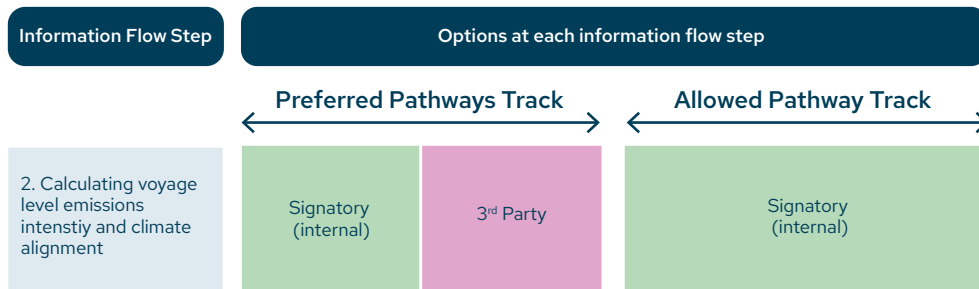 Information Flow Step
Options at each information flow step
Preferred Pathways Track
Allowed Pathway Track
2. Calculating voyage
level emissions
intenstiy and climate
alignment
Signatory
(internal)
3rd Party
Signatory
(internal)